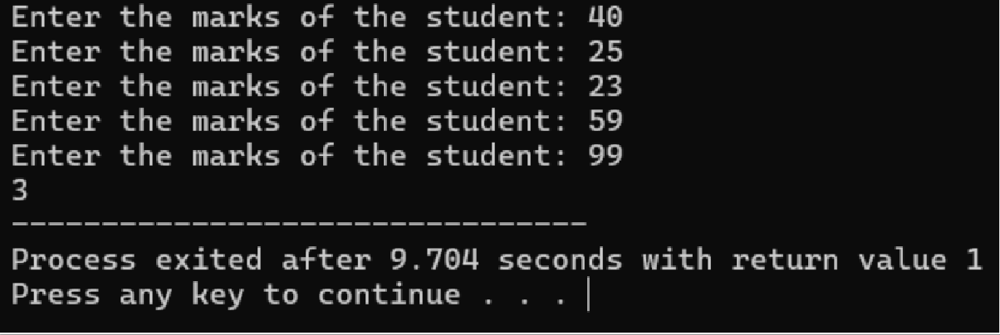 Enter the marks of the student: 40
Enter the marks of the student: 25
Enter the marks of the student: 23
Enter the marks of the student: 59
Enter the marks of the student: 99
3
--------------------------------
Process exited after 9.704 seconds with return value 1
Press any key to continue . . .